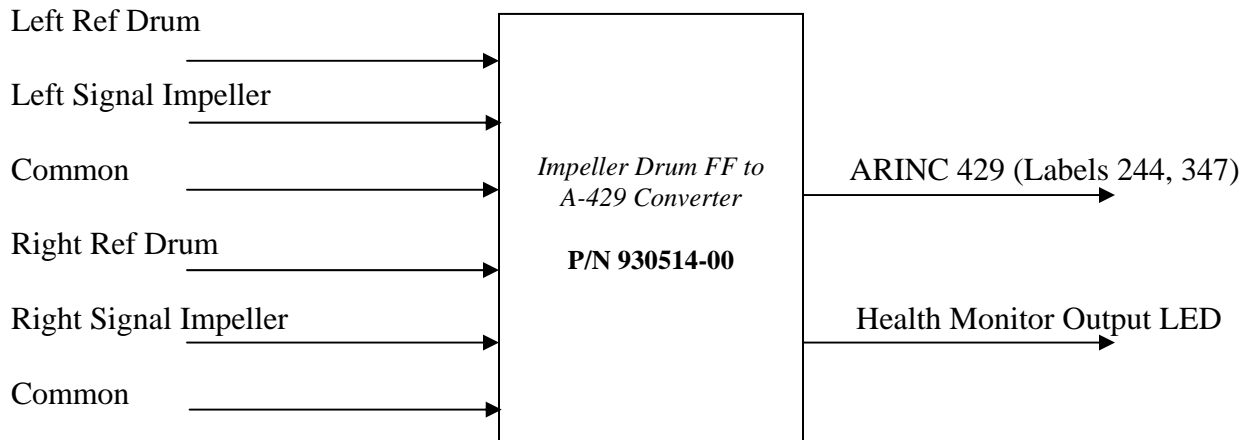 Left Ref Drum
Left Signal Impeller
Common
Right Ref Drum
Right Signal Impeller
Common
Impeller Drum FF to
A-429 Converter
P/N 930514-00
ARINC 429 (Labels 244, 347)
Health Monitor Output LED